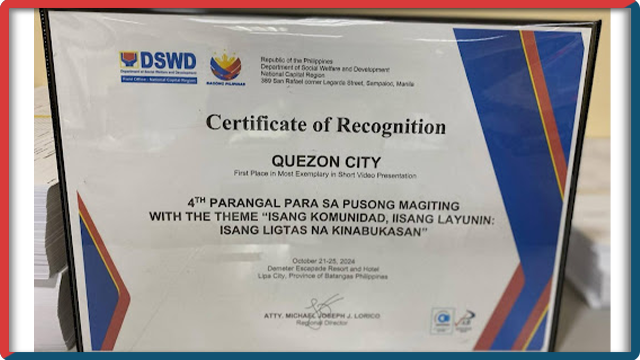 DSWD
Department of Social Welfare and Development
Field Office - National Capital Region
BAGONG PILIPINAS
Republic of the Philippines
Department of Social Welfare and Development
National Capital Region
389 San Rafael corner Legarda Street, Sampaloc, Manila
Certificate of Recognition
QUEZON CITY
First Place in Most Exemplary in Short Video Presentation
4TH PARANGAL PARA SA PUSONG MAGITING
WITH THE THEME “ISANG KOMUNIDAD, IISANG LAYUNIN:
ISANG LIGTAS NA KINABUKASAN”
October 21-25, 2024
Demeter Escapade Resort and Hotel
Lipa City, Province of Batangas Philippines
ATTY. MICHAEL JOSEPH J. LORICO
Regional Director